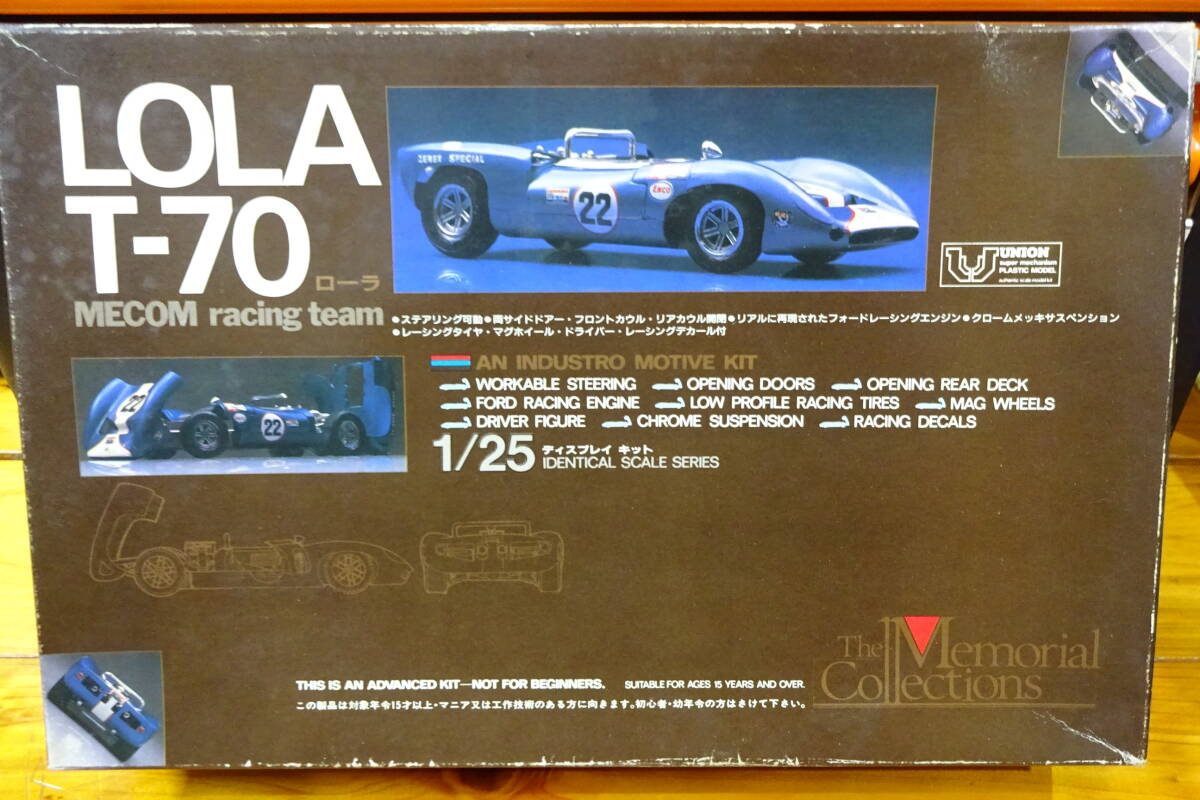 LOLA
T-70 ローラ
MECOM racing team
ZEREX SPECIAL
22
ENCO
UNION
super mechanism
PLASTIC MODEL
●ステアリング可動●両サイドドアー・フロントカウル・リアカウル開閉●リアルに再現されたフォードレーシングエンジン●クロームメッキサスペンション
●レーシングタイヤ・マグホイール・ドライバー・レーシングデカール付
AN INDUSTRO MOTIVE KIT
WORKABLE STEERING OPENING DOORS OPENING REAR DECK
FORD RACING ENGINE LOW PROFILE RACING TIRES MAG WHEELS
DRIVER FIGURE CHROME SUSPENSION RACING DECALS
22
22
1/25 ディスプレイ キット
IDENTICAL SCALE SERIES
The Memorial
Collections
THIS IS AN ADVANCED KIT—NOT FOR BEGINNERS. SUITABLE FOR AGES 15 YEARS AND OVER.
この製品は対象年令15才以上・マニア又は工作技術のある方に向きます。初心者・幼年令の方はさけて下さい。